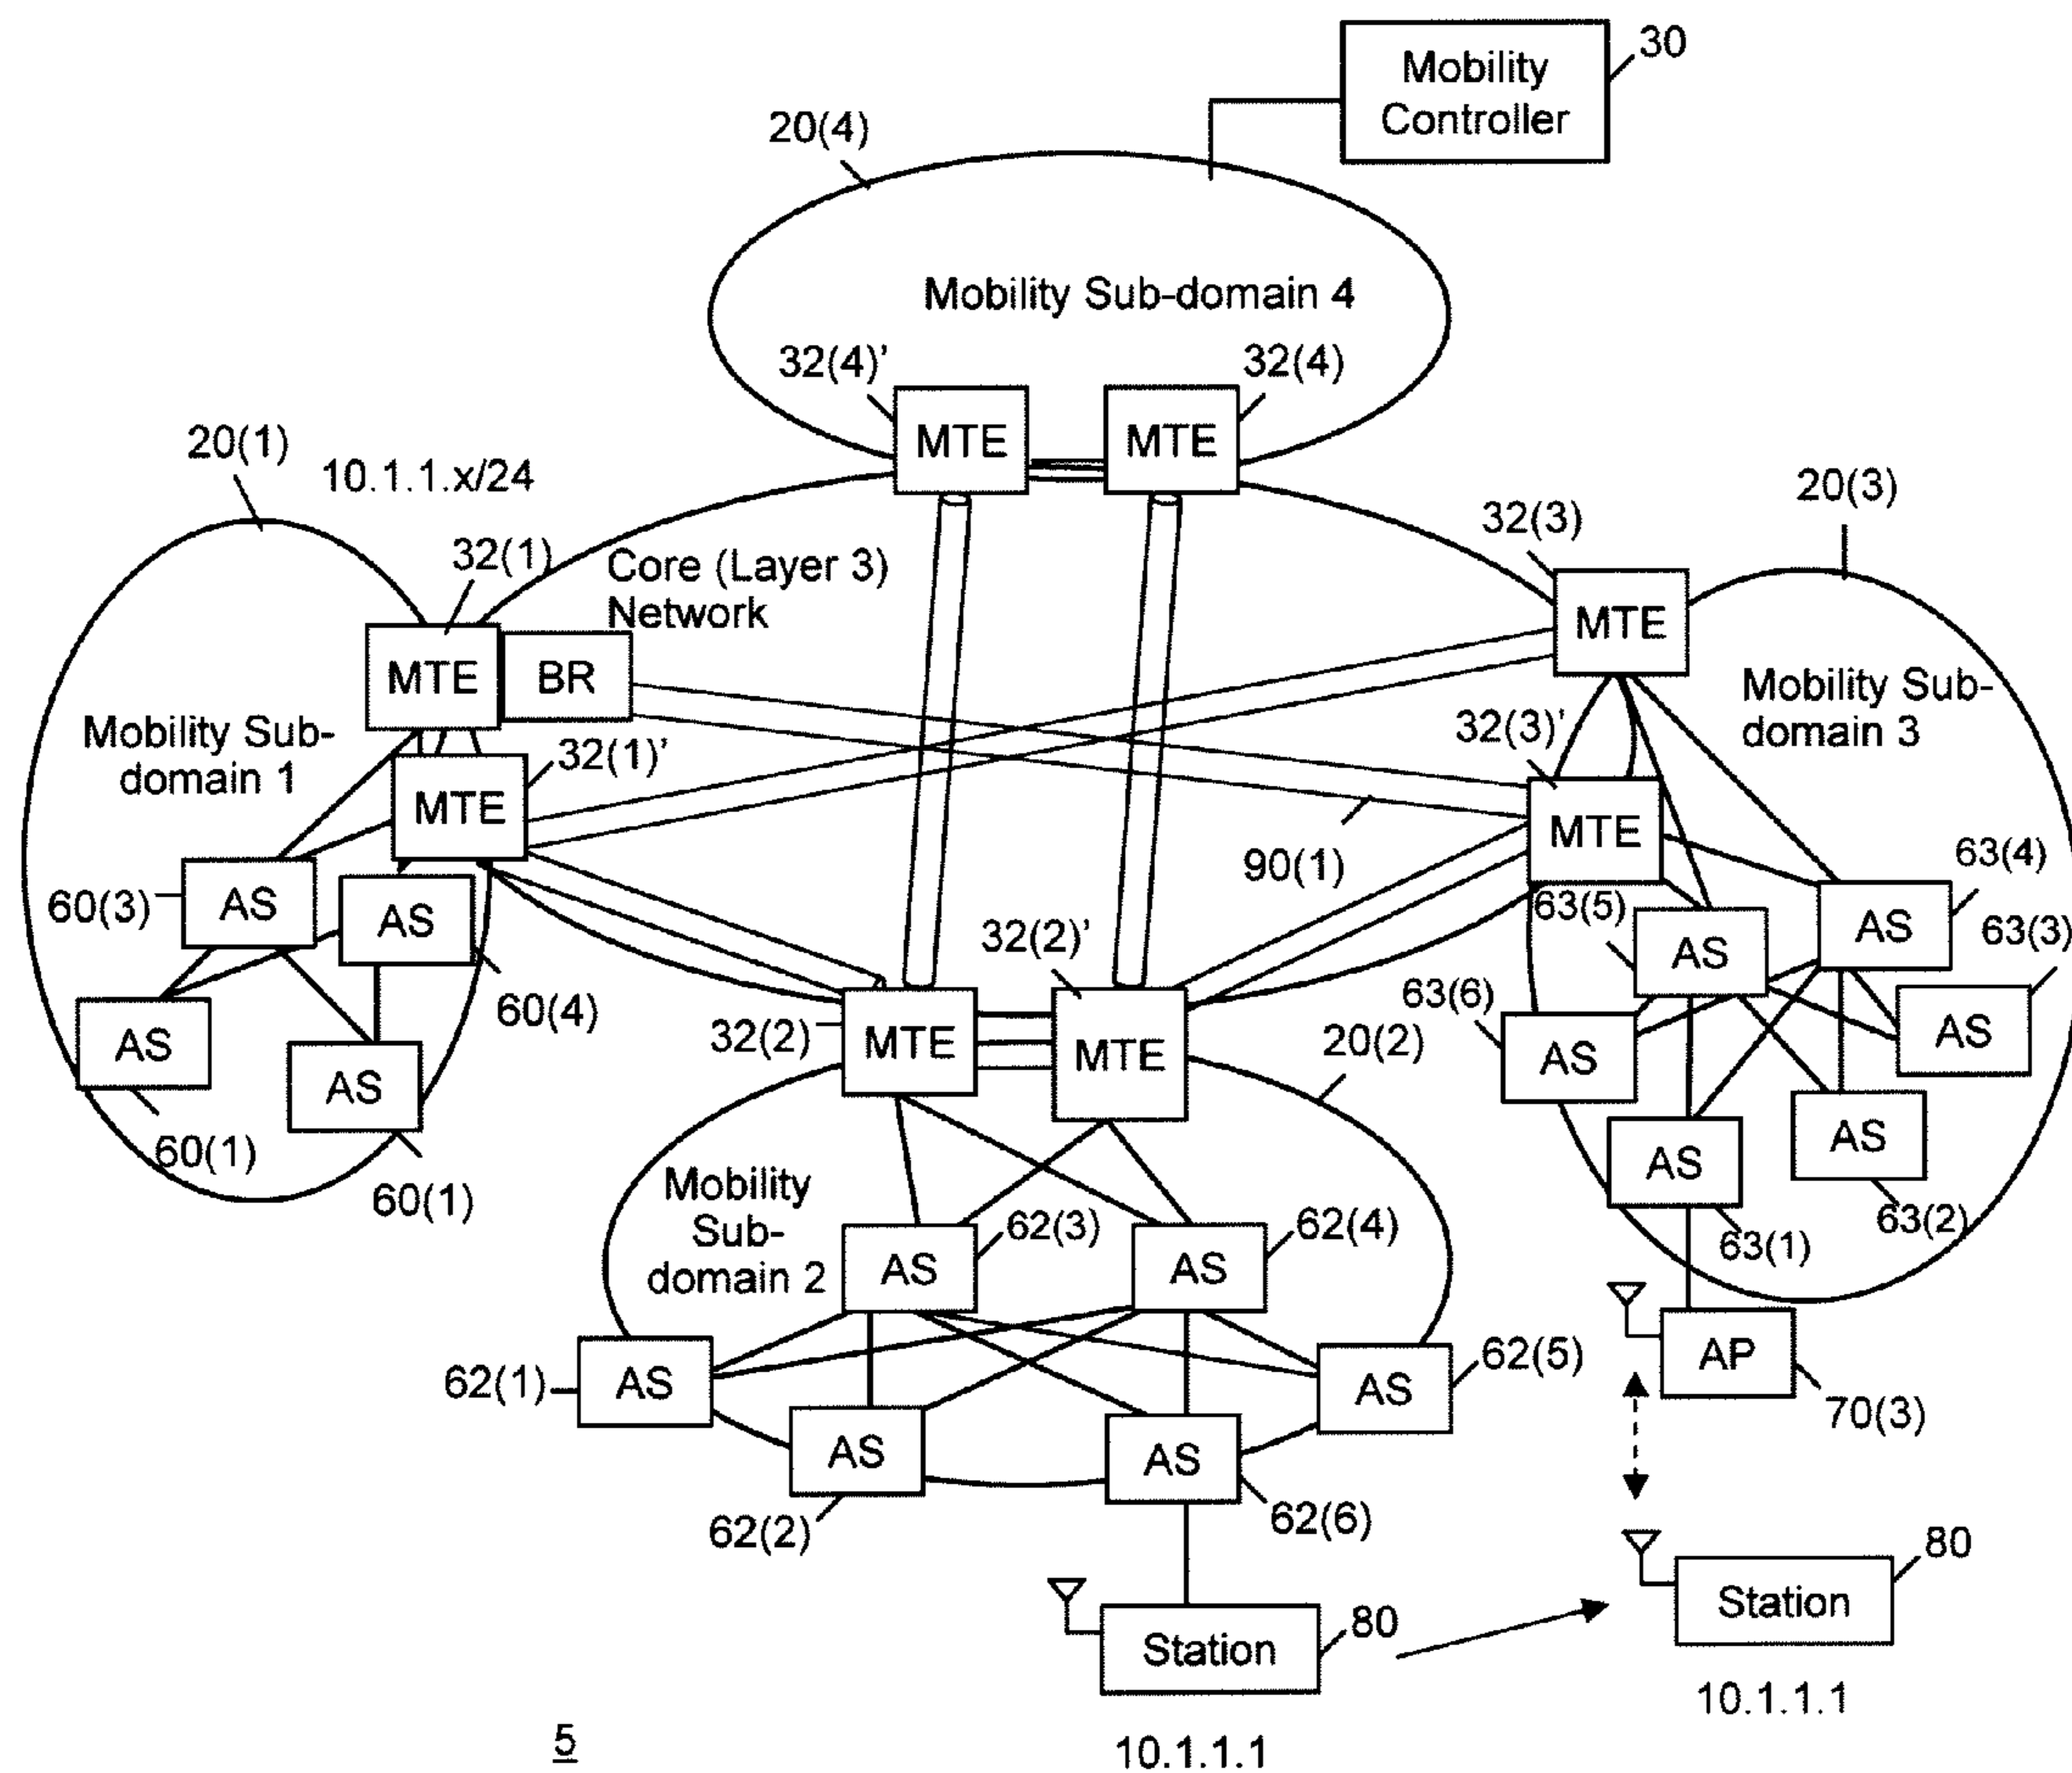 30
Mobility
Controller
20(4)
Mobility Sub-domain 4
32(4)’
32(4)
MTE
MTE
20(1)
10.1.1.x/24
20(3)
32(3)
32(1)
Core (Layer 3)
Network
MTE
MTE
BR
Mobility Sub-
domain 3
32(3)’
Mobility Sub-
domain 1
32(1)’
MTE
MTE
90(1)
63(4)
60(3)
AS
AS
63(5)
AS
AS
63(3)
32(2)’
63(6)
60(4)
32(2)
MTE
MTE
20(2)
AS
AS
AS
AS
AS
AS
60(1)
60(1)
63(2)
63(1)
Mobility
Sub-
domain 2
62(3)
62(4)
AS
AS
62(1)
AS
AS
62(5)
AP
70(3)
AS
AS
62(2)
62(6)
80
Station
80
Station
10.1.1.1
10.1.1.1
5